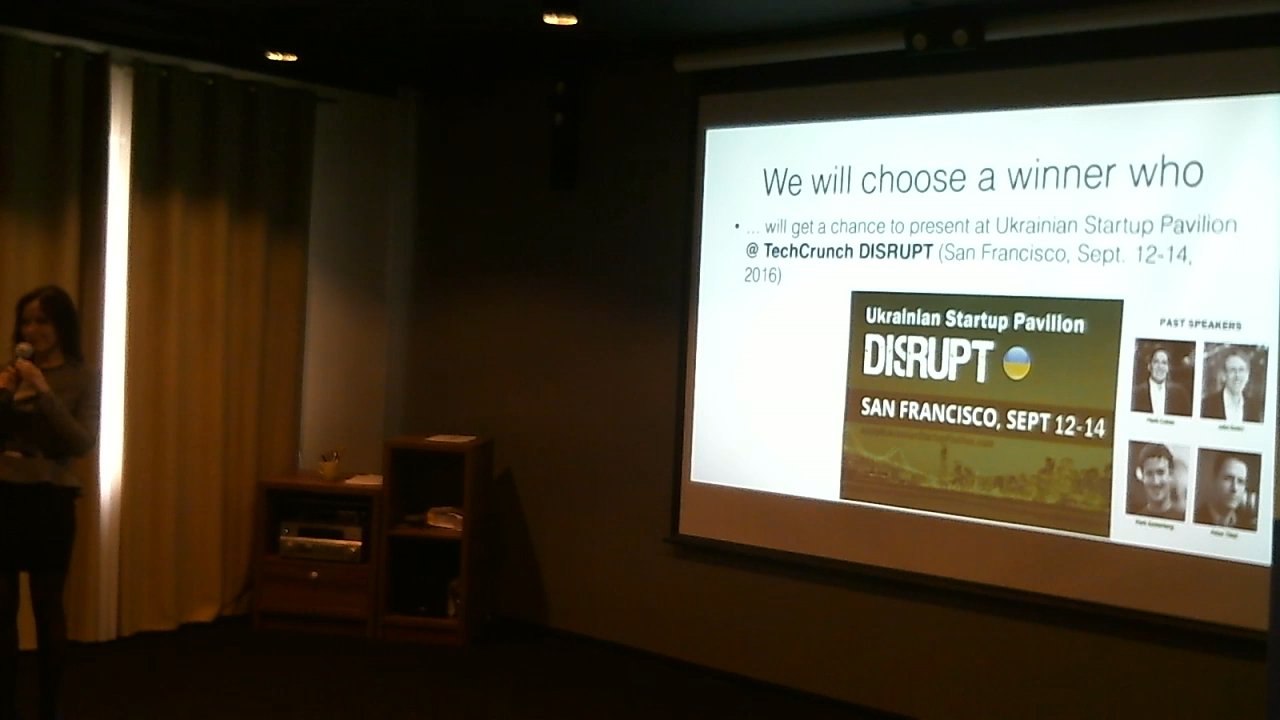 We will choose a winner who
• ... will get a chance to present at Ukrainian Startup Pavilion
@ TechCrunch DISRUPT (San Francisco, Sept. 12-14,
2016)
Ukrainian Startup Pavilion
DISRUPT
SAN FRANCISCO, SEPT 12-14
PAST SPEAKERS